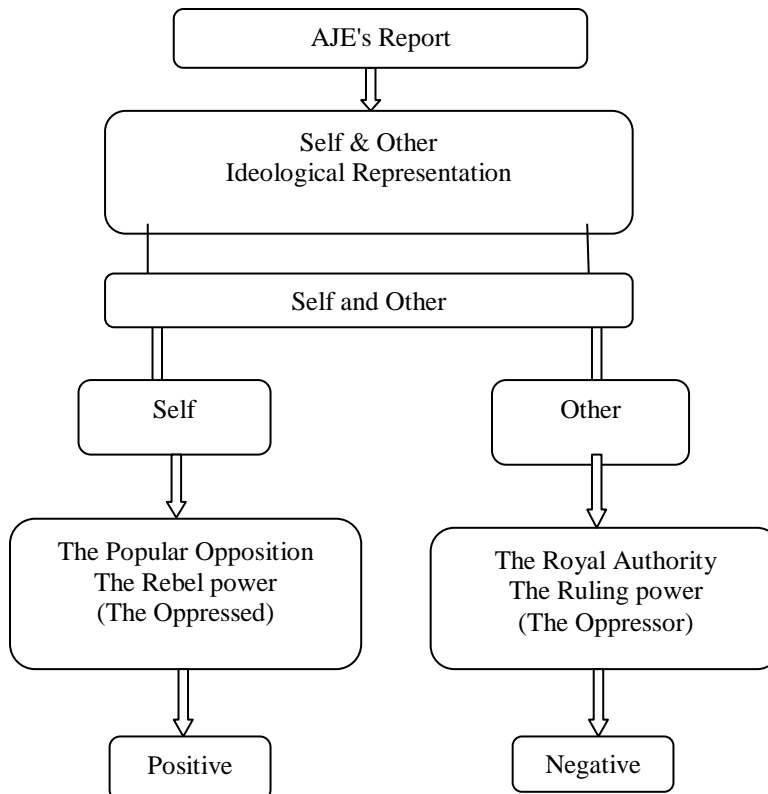 AJE's Report
Self & Other
Ideological Representation
Self and Other
Self
Other
The Popular Opposition
The Rebel power
(The Oppressed)
The Royal Authority
The Ruling power
(The Oppressor)
Positive
Negative